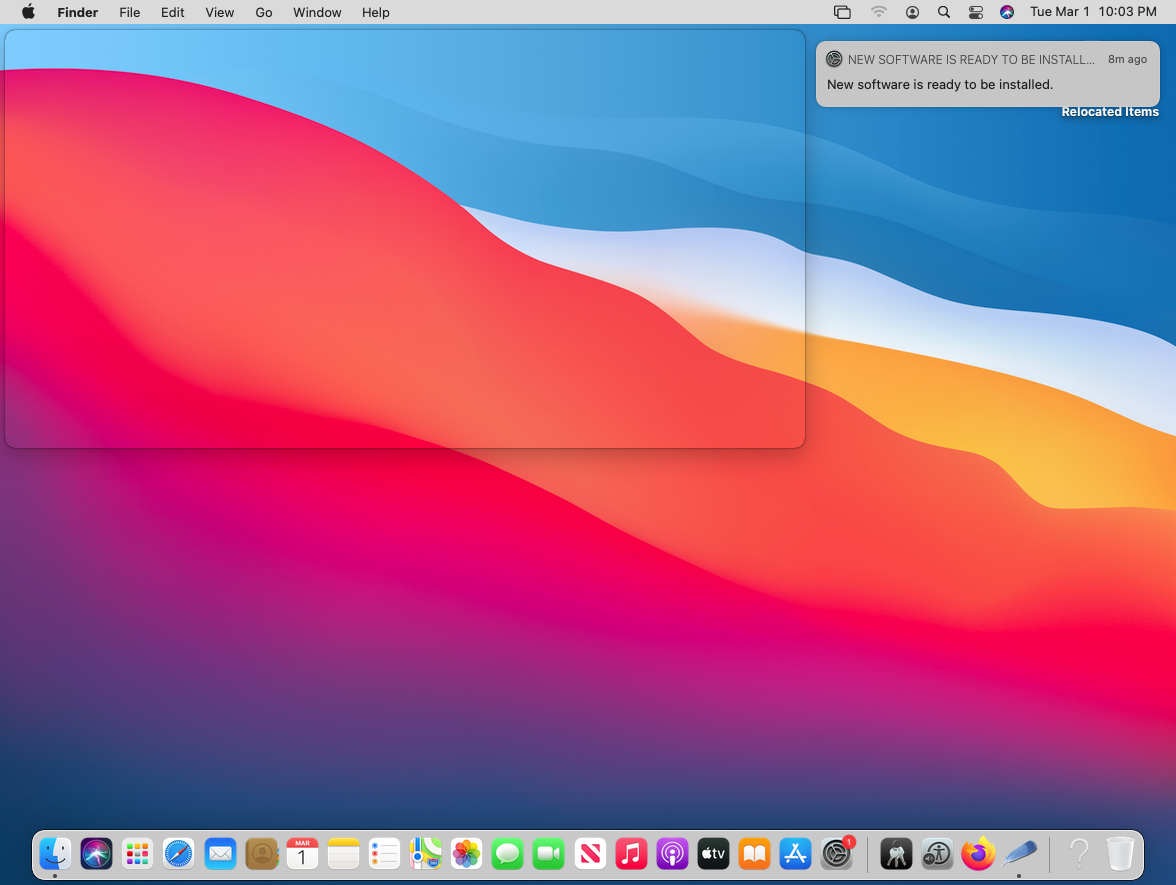 Finder File Edit View Go Window Help Tue Mar 1 10:03 PM
NEW SOFTWARE IS READY TO BE INSTALL... 8m ago
New software is ready to be installed.
Relocated Items
MAR
1
tv
1
?